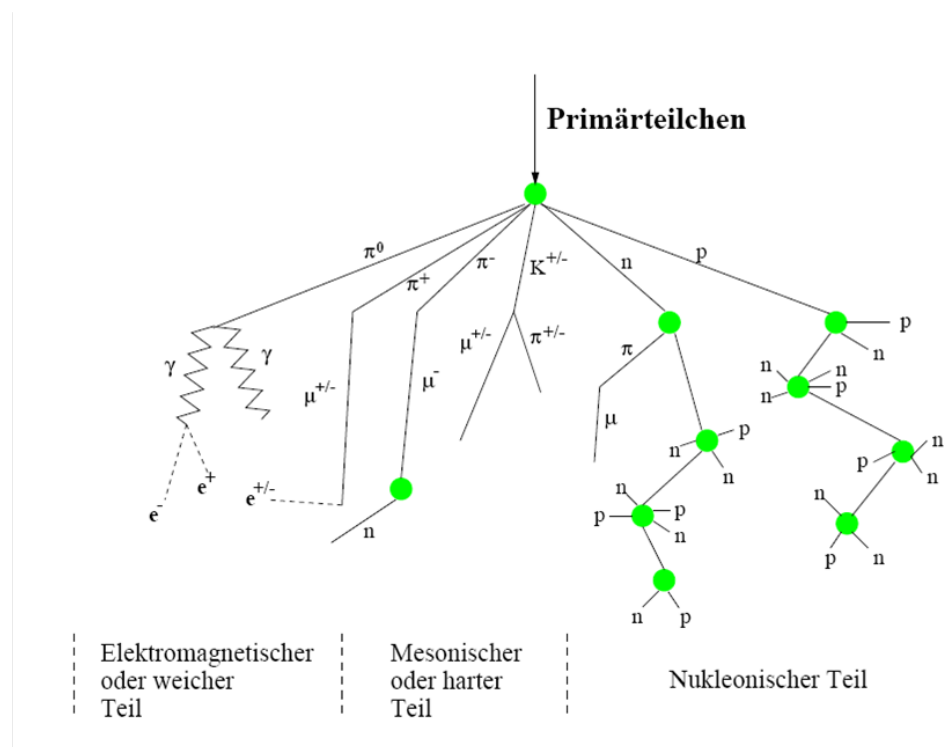 Primärteilchen
π⁰
π⁺
π⁻
K⁺/⁻
n
p
γ
γ
μ⁺/⁻
μ⁻
μ⁺/⁻
π⁺/⁻
π
μ
p
n
n
n
p
n
e⁻
e⁺
e⁺/⁻
n
n
p
n
n
p
p
n
n
p
n
n
p
n
p
n
n
p
Elektromagnetischer
oder weicher
Teil
Mesonischer
oder harter
Teil
Nukleonischer Teil